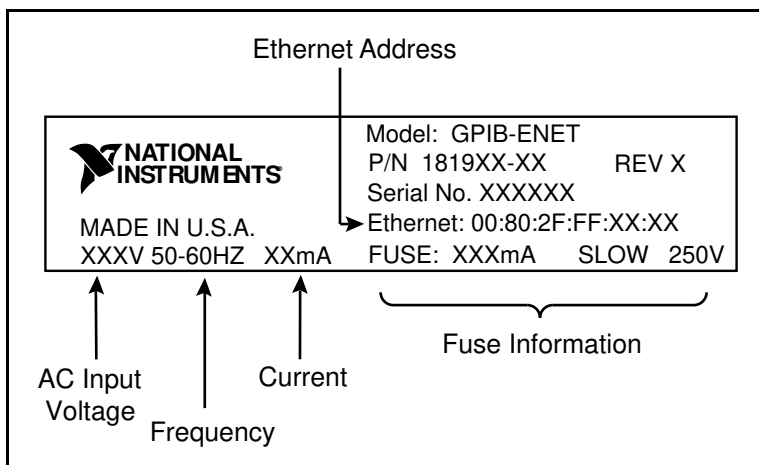 Ethernet Address
NATIONAL
INSTRUMENTS®
MADE IN U.S.A.
XXXV 50-60HZ XXmA
Model: GPIB-ENET
P/N 1819XX-XX REV X
Serial No. XXXXXX
Ethernet: 00:80:2F:FF:XX:XX
FUSE: XXXmA SLOW 250V
AC Input
Voltage
Frequency
Current
Fuse Information